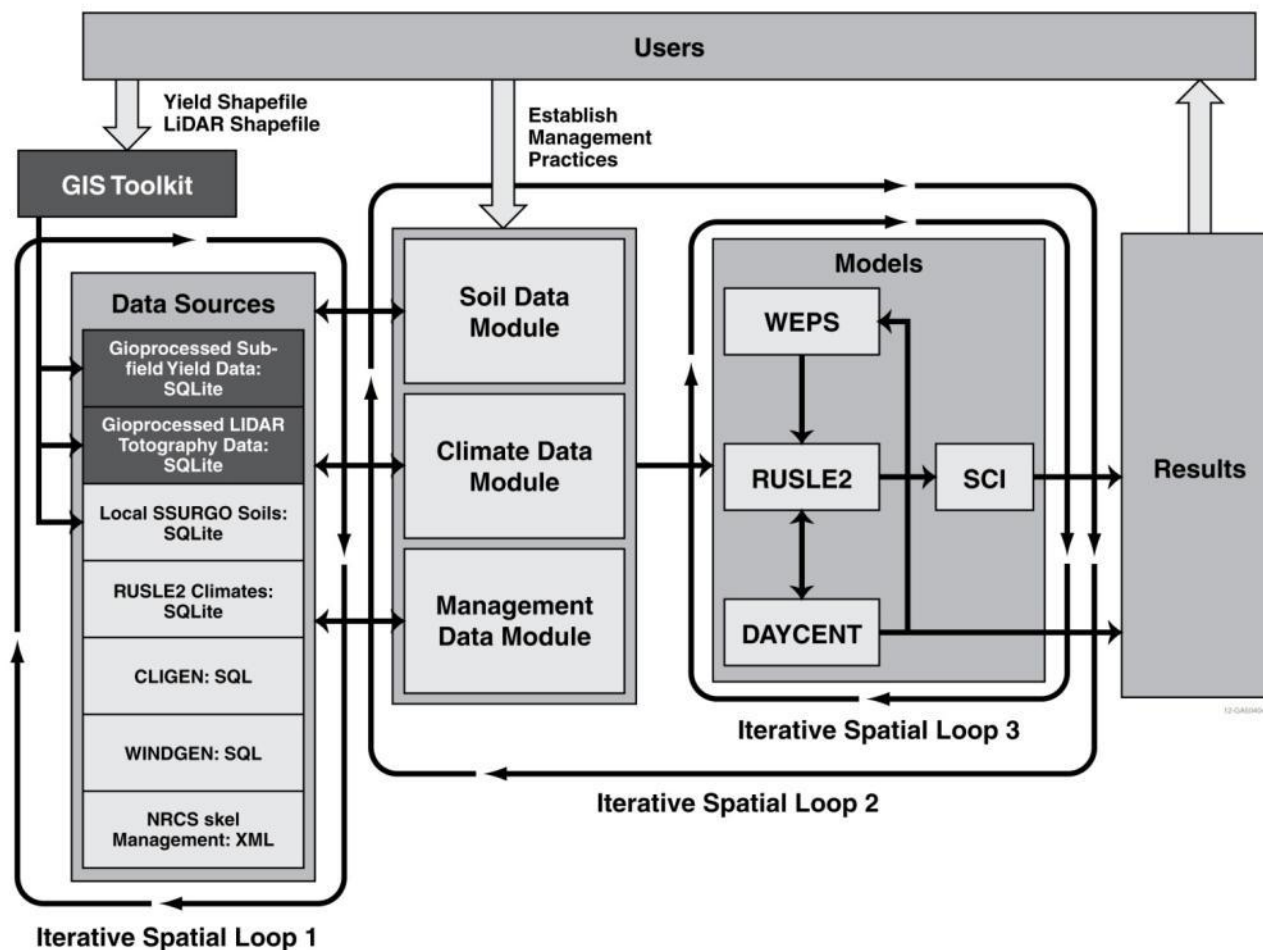 Users
Yield Shapefile
LiDAR Shapefile
Establish
Management
Practices
GIS Toolkit
Data Sources
Gioprocessed Sub-
field Yield Data:
SQLite
Gioprocessed LIDAR
Totography Data:
SQLite
Local SSURGO Soils:
SQLite
RUSLE2 Climates:
SQLite
CLIGEN: SQL
WINDGEN: SQL
NRCS skel
Management: XML
Iterative Spatial Loop 1
Soil Data
Module
Climate Data
Module
Management
Data Module
Models
WEPS
RUSLE2
SCI
DAYCENT
Iterative Spatial Loop 3
Iterative Spatial Loop 2
Results